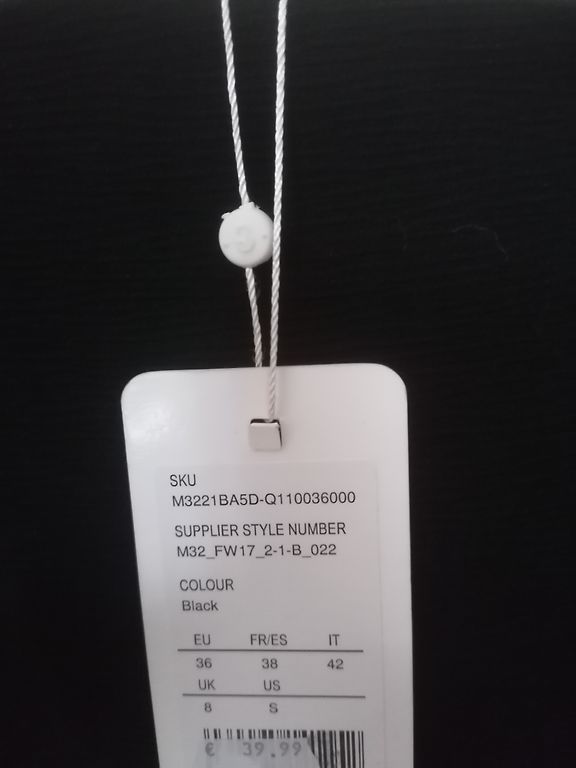 SKU
M3221BA5D-Q110036000
SUPPLIER STYLE NUMBER
M32_FW17_2-1-B_022
COLOUR
Black
EU FR/ES IT
36 38 42
UK US
8 S
€ 39.99